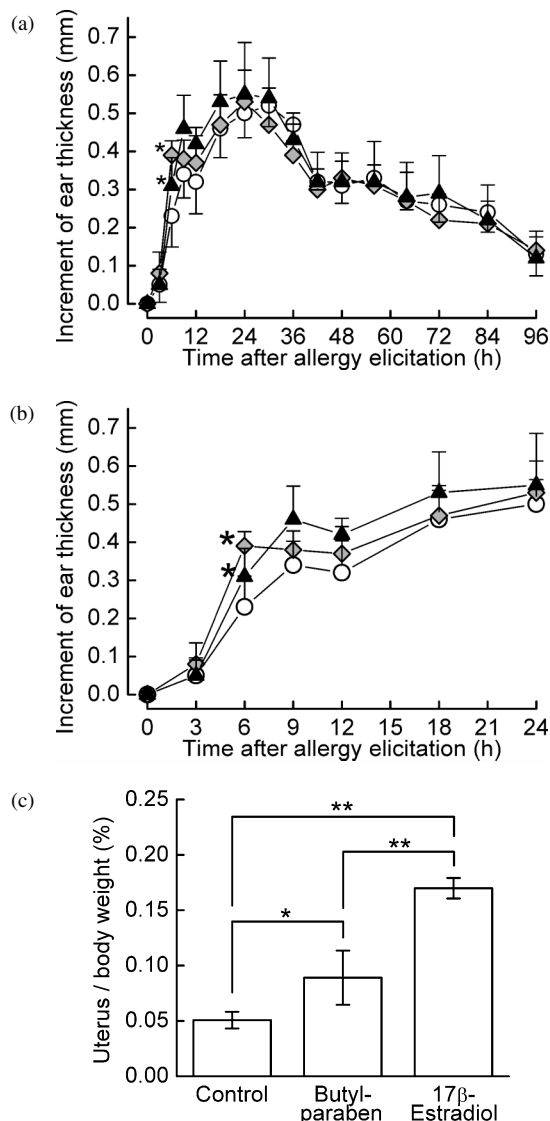 (a)
Increment of ear thickness (mm)
0.7
0.6
0.5
0.4
0.3
0.2
0.1
0.0
*
*
0 12 24 36 48 60 72 84 96
Time after allergy elicitation (h)
(b)
Increment of ear thickness (mm)
0.7
0.6
0.5
0.4
0.3
0.2
0.1
0.0
*
*
0 3 6 9 12 15 18 21 24
Time after allergy elicitation (h)
(c)
Uterus / body weight (%)
0.25
0.20
0.15
0.10
0.05
0.00
**
**
*
Control
Butyl-
paraben
17β-
Estradiol